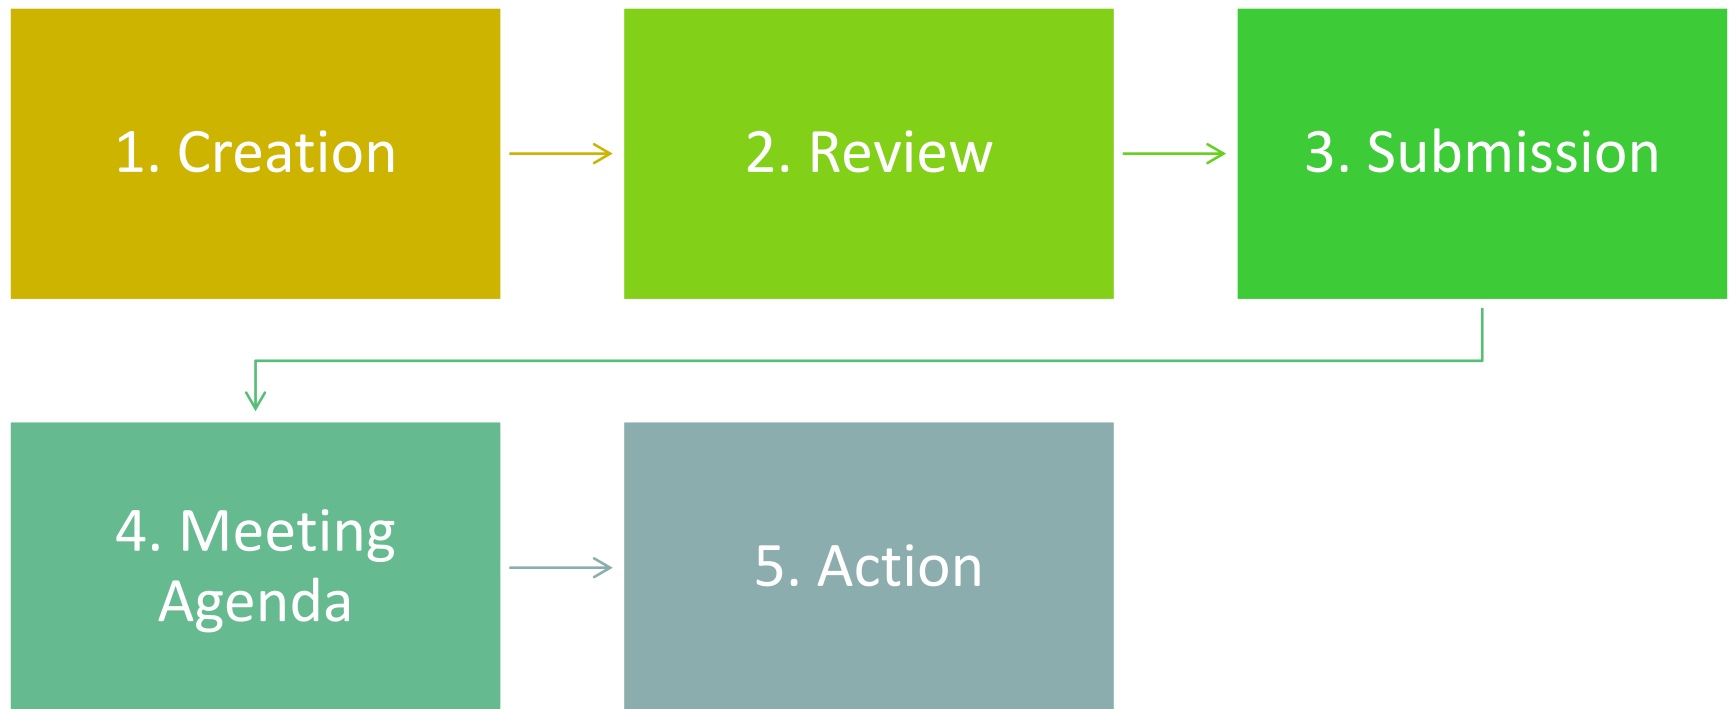 1. Creation
2. Review
3. Submission
4. Meeting
Agenda
5. Action